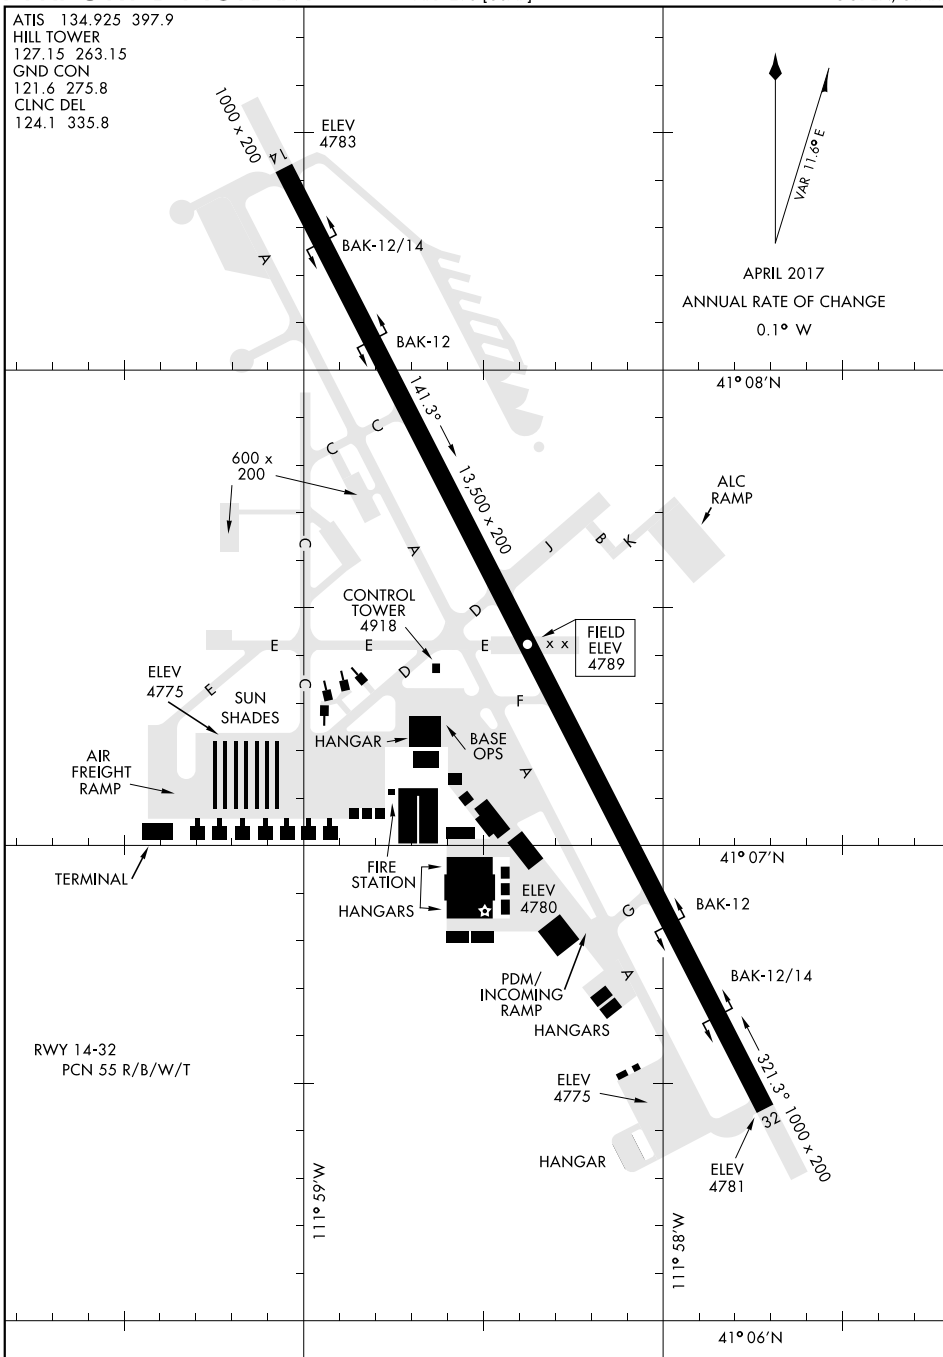 ATIS 134.925 397.9
HILL TOWER
127.15 263.15
GND CON
121.6 275.8
CLNC DEL
124.1 335.8
1000 x 200
14
ELEV
4783
VAR 11.6° E
APRIL 2017
ANNUAL RATE OF CHANGE
0.1° W
A
BAK-12/14
BAK-12
41° 08'N
141.3°
13,500 x 200
C
C
600 x
200
ALC
RAMP
C
A
J
B
K
CONTROL
TOWER
4918
D
E
E
E
x x
FIELD
ELEV
4789
ELEV
4775
E
SUN
SHADES
C
D
F
HANGAR
BASE
OPS
AIR
FREIGHT
RAMP
A
41° 07'N
TERMINAL
FIRE
STATION
HANGARS
ELEV
4780
G
BAK-12
A
BAK-12/14
PDM/
INCOMING
RAMP
HANGARS
RWY 14-32
PCN 55 R/B/W/T
ELEV
4775
321.3°
1000 x 200
32
HANGAR
ELEV
4781
111° 59'W
111° 58'W
41° 06'N